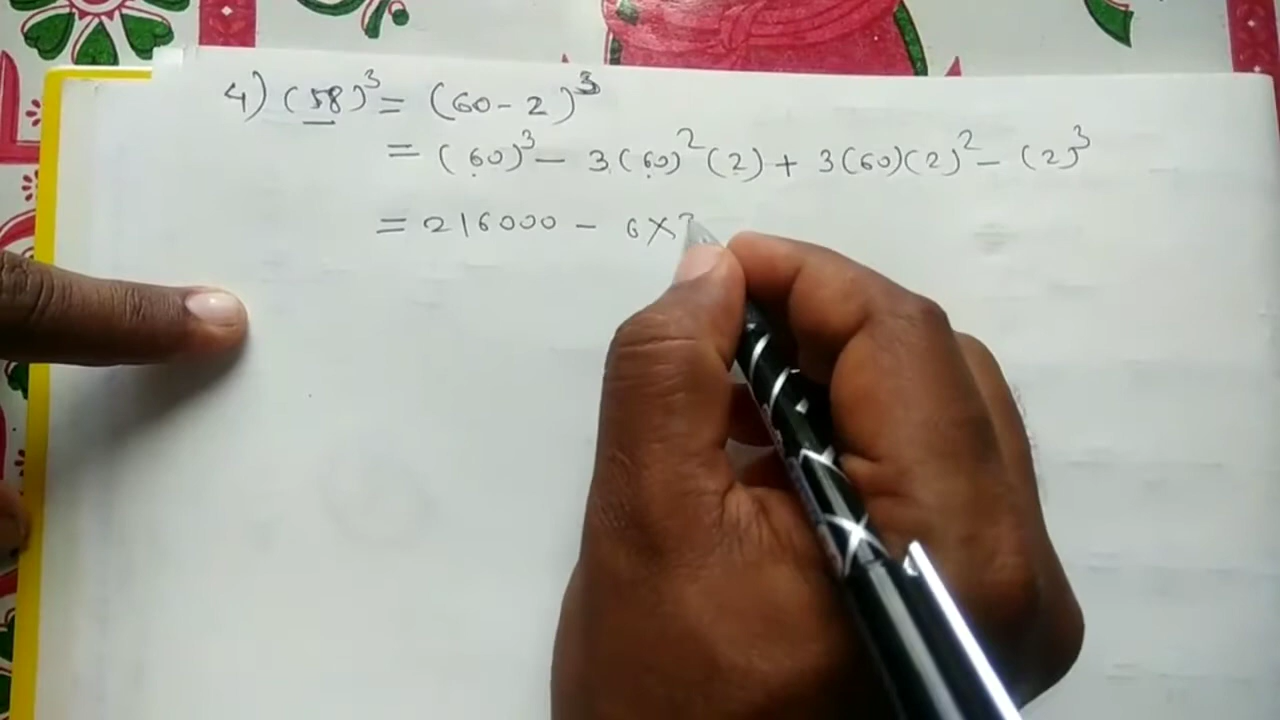 4) (58)³ = (60 - 2)³
= (60)³ - 3(60)²(2) + 3(60)(2)² - (2)³
= 216000 - 6×3